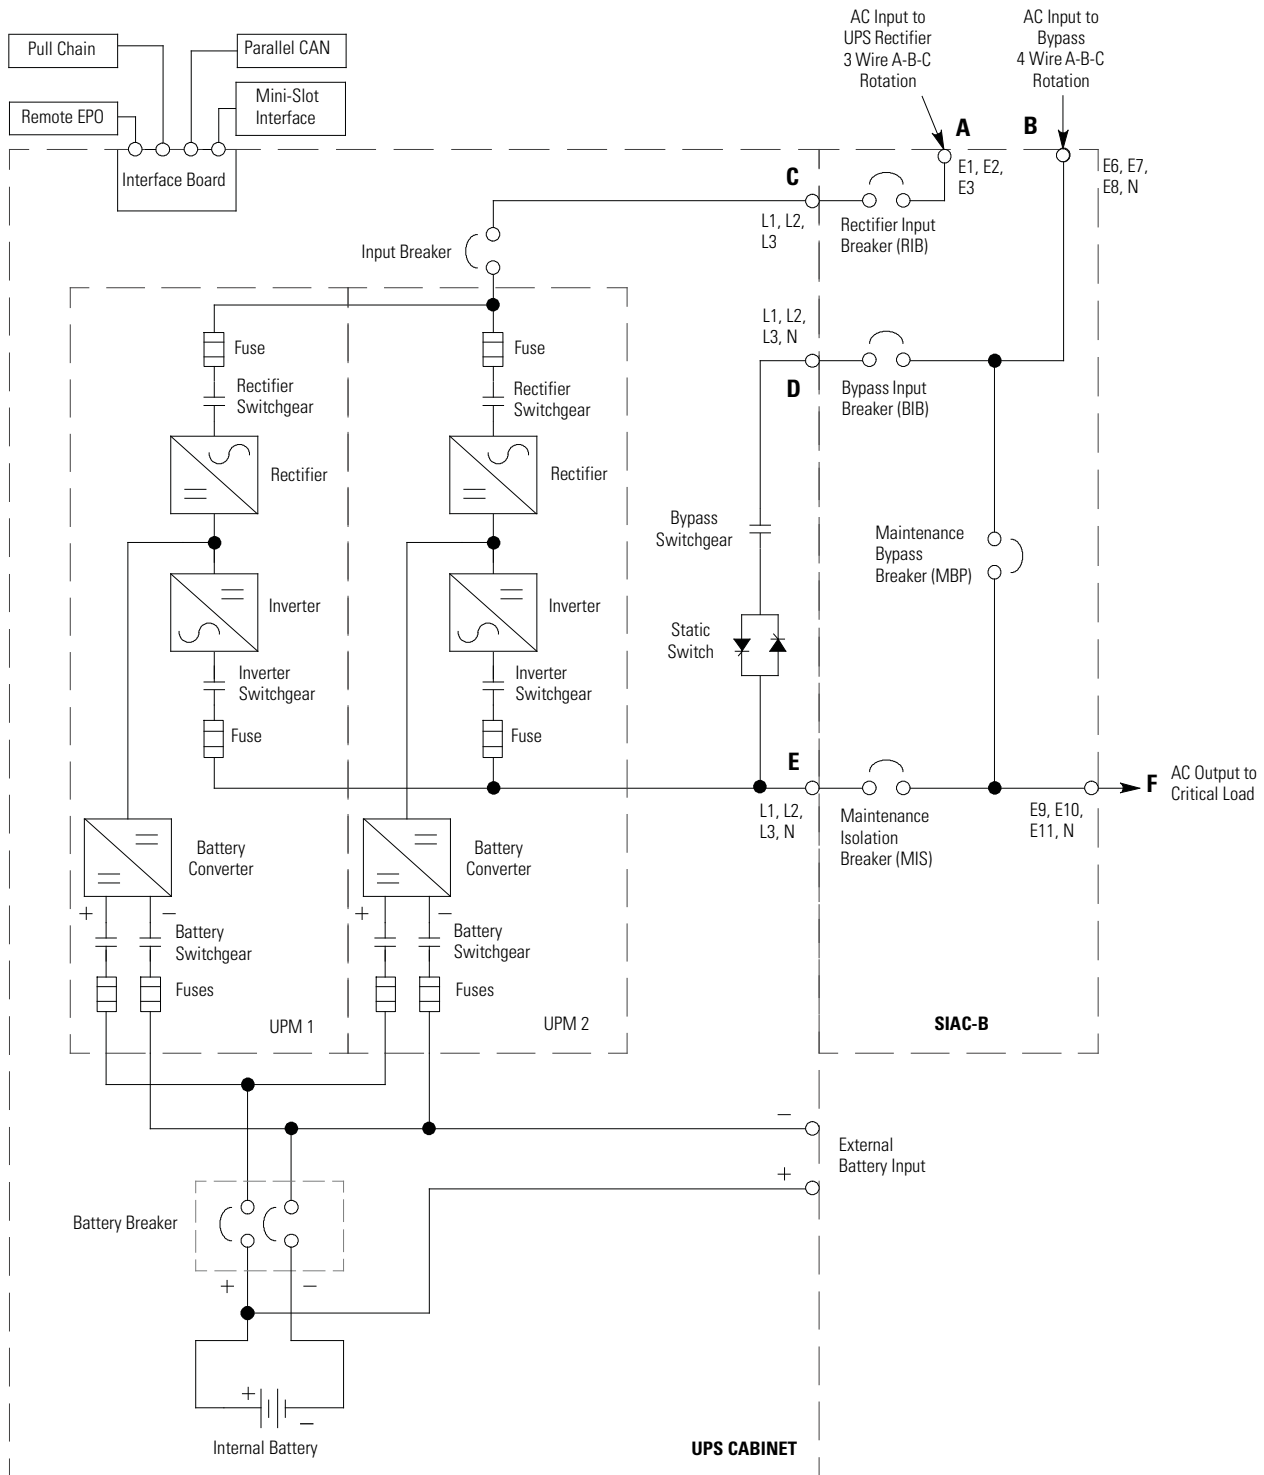 AC Input to
UPS Rectifier
3 Wire A-B-C
Rotation
AC Input to
Bypass
4 Wire A-B-C
Rotation
Pull Chain
Parallel CAN
Remote EPO
Mini-Slot
Interface
Interface Board
A
B
E1, E2,
E3
E6, E7,
E8, N
C
L1, L2,
L3
Rectifier Input
Breaker (RIB)
Input Breaker
L1, L2,
L3, N
D
Bypass Input
Breaker (BIB)
Fuse
Fuse
Rectifier
Switchgear
Rectifier
Switchgear
Rectifier
Rectifier
Bypass
Switchgear
Maintenance
Bypass
Breaker (MBP)
Inverter
Inverter
Static
Switch
Inverter
Switchgear
Inverter
Switchgear
Fuse
Fuse
E
L1, L2,
L3, N
Maintenance
Isolation
Breaker (MIS)
E9, E10,
E11, N
F
AC Output to
Critical Load
Battery
Converter
Battery
Converter
+
−
+
−
Battery
Switchgear
Battery
Switchgear
Fuses
Fuses
UPM 1
UPM 2
SIAC-B
−
+
External
Battery Input
Battery Breaker
+
−
+
−
Internal Battery
UPS CABINET